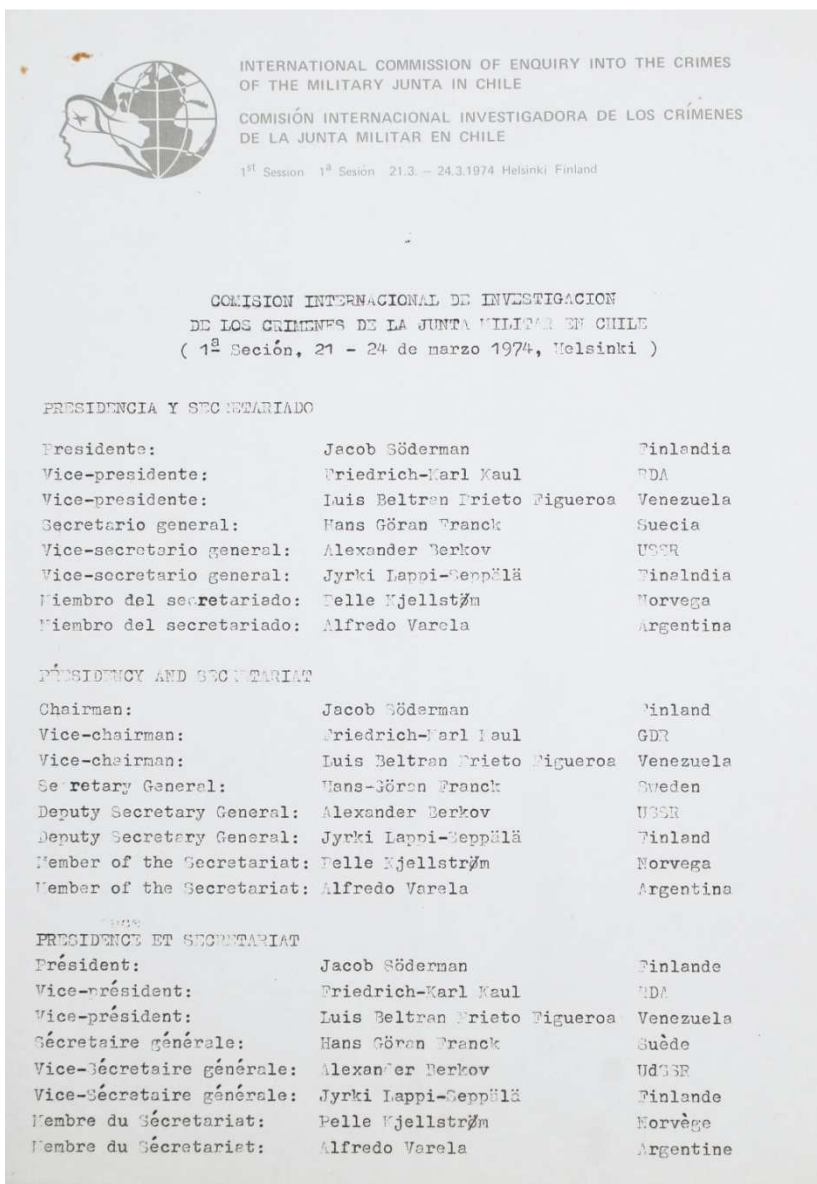 INTERNATIONAL COMMISSION OF ENQUIRY INTO THE CRIMES
OF THE MILITARY JUNTA IN CHILE
COMISIÓN INTERNACIONAL INVESTIGADORA DE LOS CRÍMENES
DE LA JUNTA MILITAR EN CHILE
1st Session 1ª Sesión 21.3. – 24.3.1974 Helsinki Finland
COMISION INTERNACIONAL DE INVESTIGACION
DE LOS CRIMENES DE LA JUNTA MILITAR EN CHILE
( 1ª Seción, 21 - 24 de marzo 1974, Helsinki )
PRESIDENCIA Y SECRETARIADO
Presidente: Jacob Söderman Finlandia
Vice-presidente: Friedrich-Karl Kaul RDA
Vice-presidente: Luis Beltran Prieto Figueroa Venezuela
Secretario general: Hans Göran Franck Suecia
Vice-secretario general: Alexander Berkov USSR
Vice-secretario general: Jyrki Lappi-Seppälä Finalndia
Miembro del secretariado: Pelle Kjellstrøm Norvega
Miembro del secretariado: Alfredo Varela Argentina
PRESIDENCY AND SECRETARIAT
Chairman: Jacob Söderman Finland
Vice-chairman: Friedrich-Karl Kaul GDR
Vice-chairman: Luis Beltran Prieto Figueroa Venezuela
Secretary General: Hans-Göran Franck Sweden
Deputy Secretary General: Alexander Berkov USSR
Deputy Secretary General: Jyrki Lappi-Seppälä Finland
Member of the Secretariat: Pelle Kjellstrøm Norvega
Member of the Secretariat: Alfredo Varela Argentina
PRESIDENCE ET SECRETARIAT
Président: Jacob Söderman Finlande
Vice-président: Friedrich-Karl Kaul RDA
Vice-président: Luis Beltran Prieto Figueroa Venezuela
Sécretaire générale: Hans Göran Franck Suède
Vice-Sécretaire générale: Alexander Berkov UdSSR
Vice-Sécretaire générale: Jyrki Lappi-Seppälä Finlande
Membre du Sécretariat: Pelle Kjellstrøm Norvège
Membre du Sécretariat: Alfredo Varela Argentine